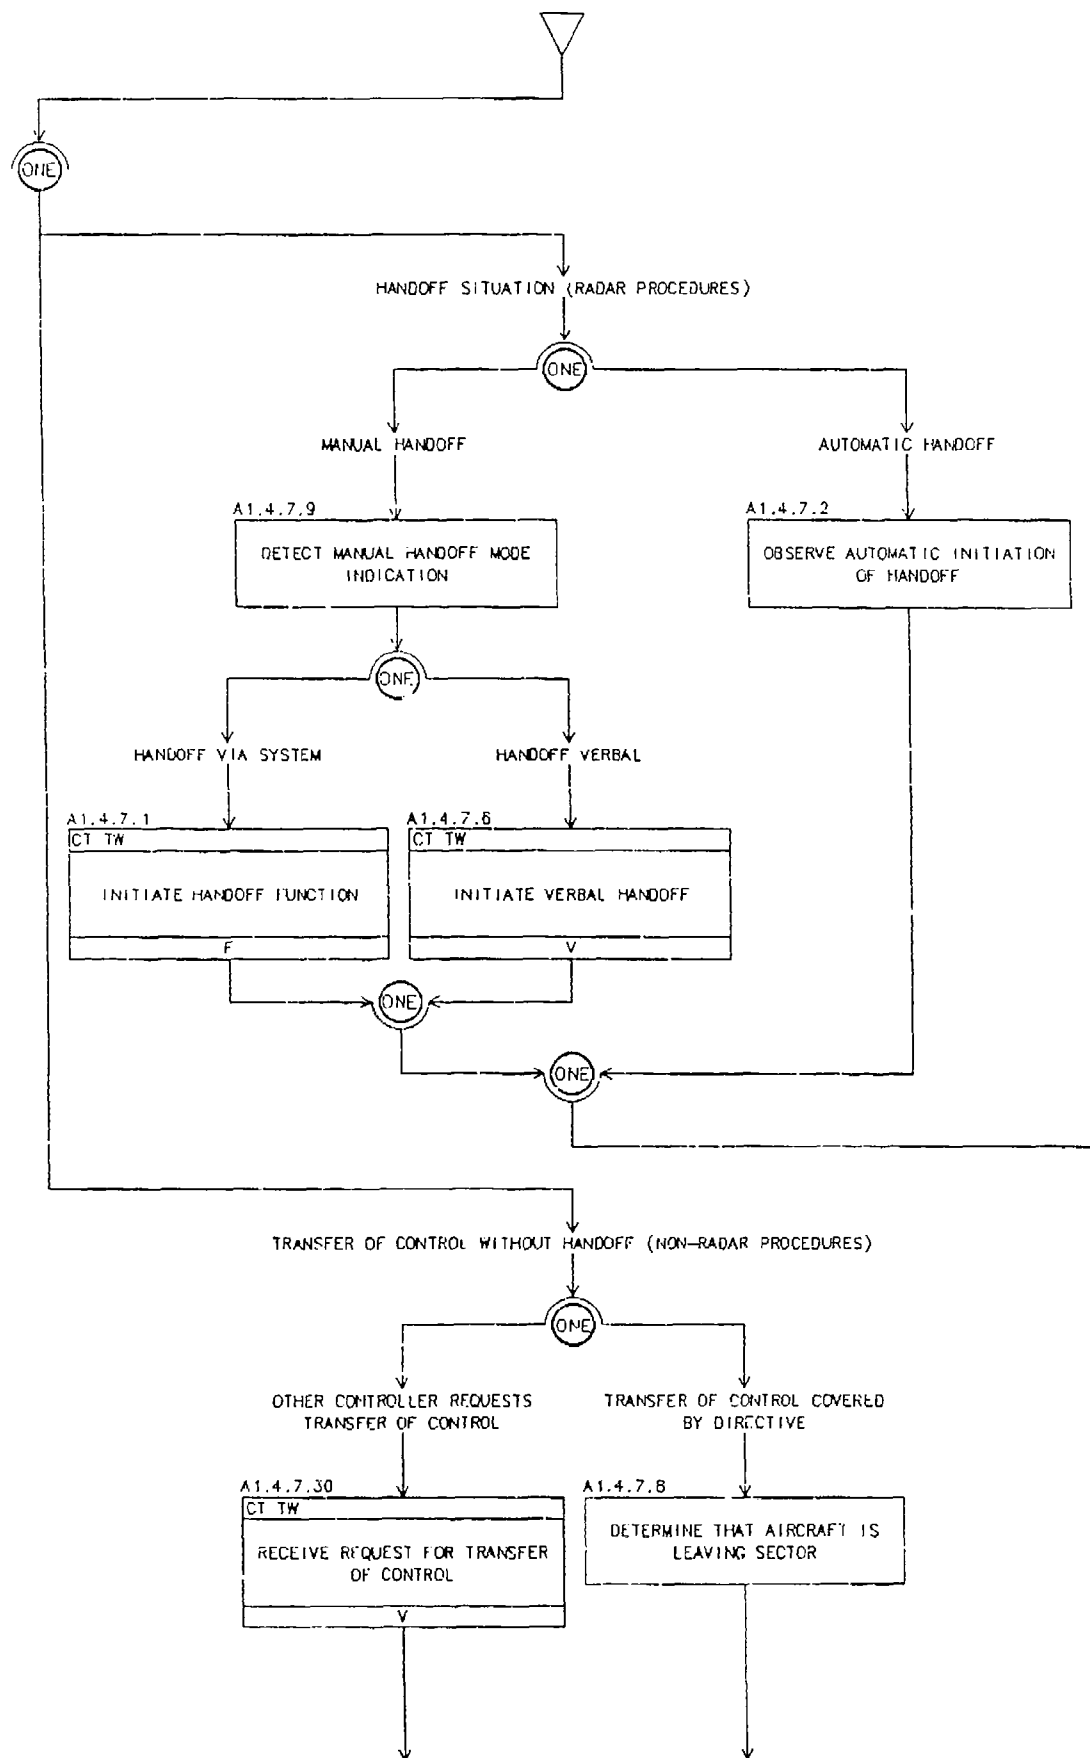 ONE
HANDOFF SITUATION (RADAR PROCEDURES)
ONE
MANUAL HANDOFF
AUTOMATIC HANDOFF
A1.4.7.9
DETECT MANUAL HANDOFF MODE
INDICATION
A1.4.7.2
OBSERVE AUTOMATIC INITIATION
OF HANDOFF
ONE
HANDOFF VIA SYSTEM
HANDOFF VERBAL
A1.4.7.1
CT TW
INITIATE HANDOFF FUNCTION
F
A1.4.7.6
CT TW
INITIATE VERBAL HANDOFF
V
ONE
ONE
TRANSFER OF CONTROL WITHOUT HANDOFF (NON-RADAR PROCEDURES)
ONE
OTHER CONTROLLER REQUESTS
TRANSFER OF CONTROL
TRANSFER OF CONTROL COVERED
BY DIRECTIVE
A1.4.7.30
CT TW
RECEIVE REQUEST FOR TRANSFER
OF CONTROL
V
A1.4.7.8
DETERMINE THAT AIRCRAFT IS
LEAVING SECTOR